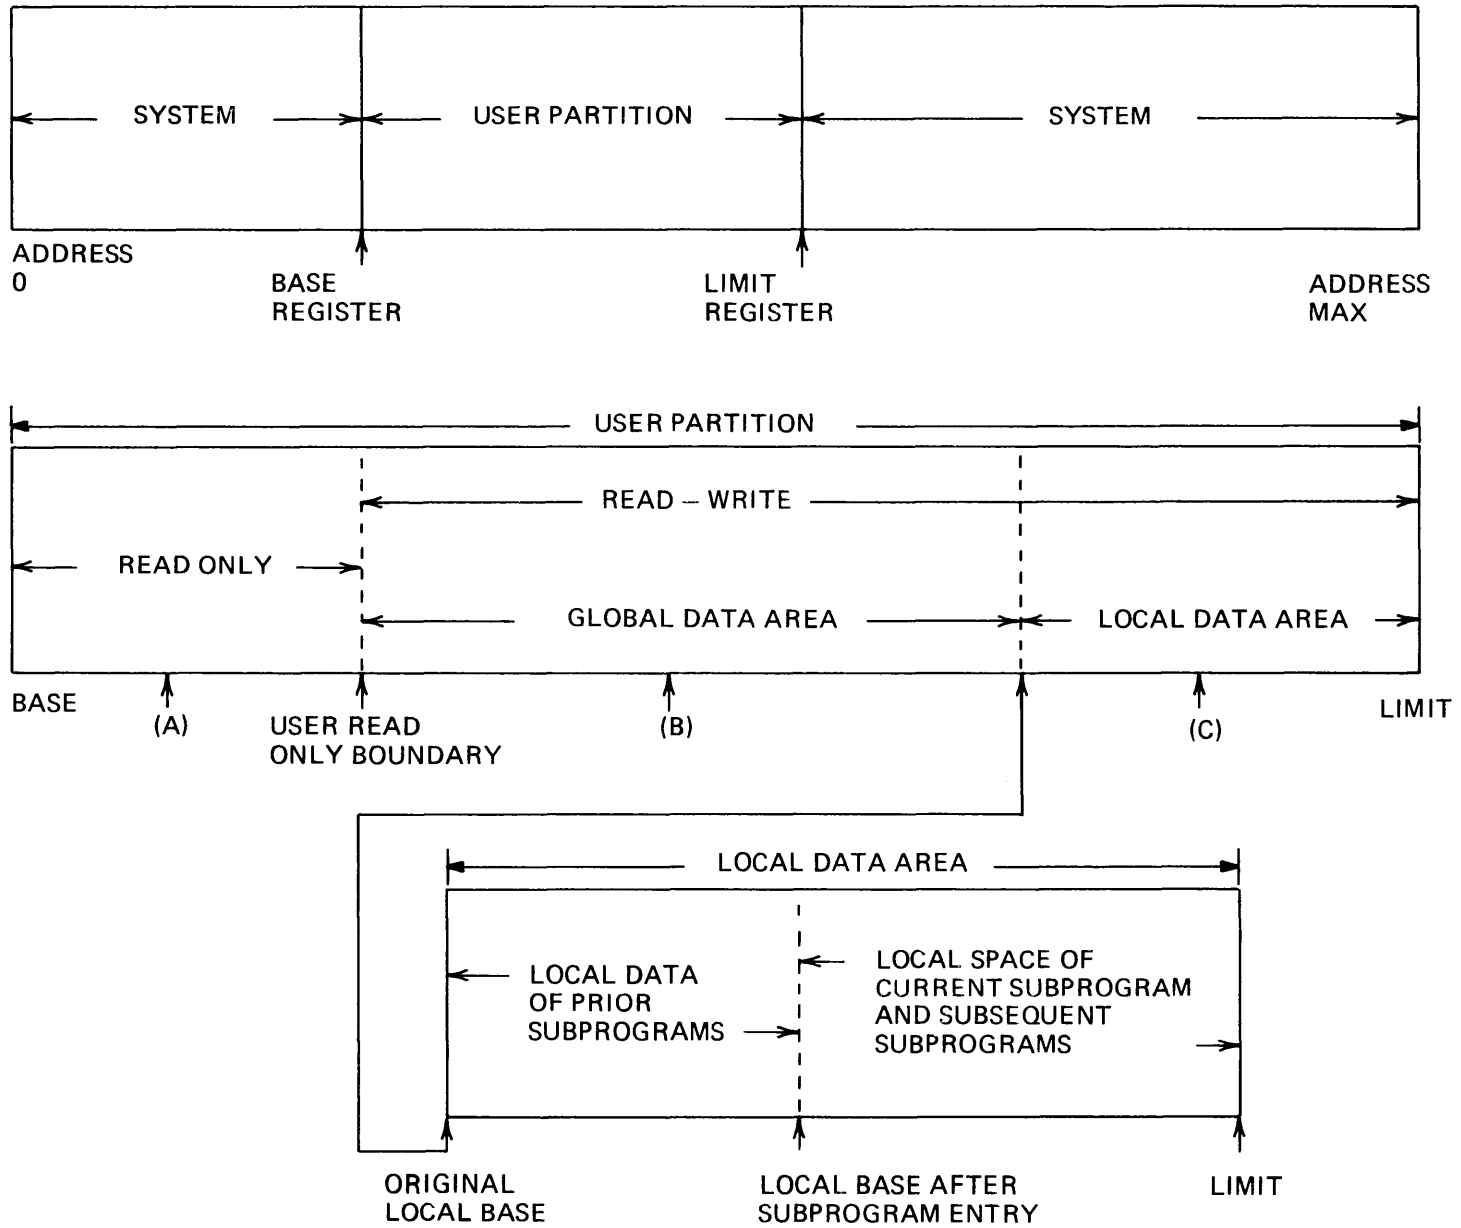 SYSTEM
USER PARTITION
SYSTEM
ADDRESS
0
BASE
REGISTER
LIMIT
REGISTER
ADDRESS
MAX
USER PARTITION
READ – WRITE
READ ONLY
GLOBAL DATA AREA
LOCAL DATA AREA
BASE
(A)
USER READ
ONLY BOUNDARY
(B)
(C)
LIMIT
LOCAL DATA AREA
LOCAL DATA
OF PRIOR
SUBPROGRAMS
LOCAL SPACE OF
CURRENT SUBPROGRAM
AND SUBSEQUENT
SUBPROGRAMS
ORIGINAL
LOCAL BASE
LOCAL BASE AFTER
SUBPROGRAM ENTRY
LIMIT